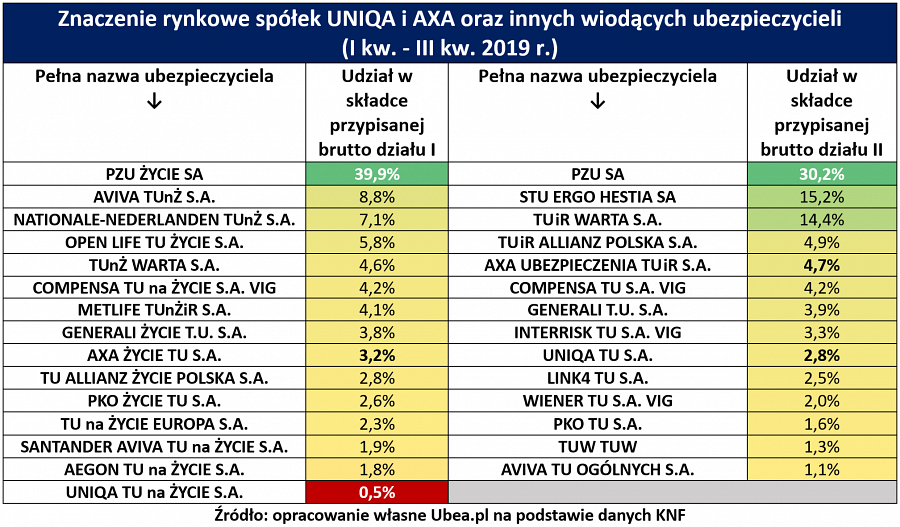 Znaczenie rynkowe spółek UNIQA i AXA oraz innych wiodących ubezpieczycieli
(I kw. - III kw. 2019 r.)
Pełna nazwa ubezpieczyciela ↓ Udział w składce przypisanej brutto działu I Pełna nazwa ubezpieczyciela ↓ Udział w składce przypisanej brutto działu II
PZU ŻYCIE SA 39,9% PZU SA 30,2%
AVIVA TUnŻ S.A. 8,8% STU ERGO HESTIA SA 15,2%
NATIONALE-NEDERLANDEN TUnŻ S.A. 7,1% TUiR WARTA S.A. 14,4%
OPEN LIFE TU ŻYCIE S.A. 5,8% TUiR ALLIANZ POLSKA S.A. 4,9%
TUnŻ WARTA S.A. 4,6% AXA UBEZPIECZENIA TUiR S.A. 4,7%
COMPENSA TU na ŻYCIE S.A. VIG 4,2% COMPENSA TU S.A. VIG 4,2%
METLIFE TUnŻiR S.A. 4,1% GENERALI T.U. S.A. 3,9%
GENERALI ŻYCIE T.U. S.A. 3,8% INTERRISK TU S.A. VIG 3,3%
AXA ŻYCIE TU S.A. 3,2% UNIQA TU S.A. 2,8%
TU ALLIANZ ŻYCIE POLSKA S.A. 2,8% LINK4 TU S.A. 2,5%
PKO ŻYCIE TU S.A. 2,6% WIENER TU S.A. VIG 2,0%
TU na ŻYCIE EUROPA S.A. 2,3% PKO TU S.A. 1,6%
SANTANDER AVIVA TU na ŻYCIE S.A. 1,9% TUW TUW 1,3%
AEGON TU na ŻYCIE S.A. 1,8% AVIVA TU OGÓLNYCH S.A. 1,1%
UNIQA TU na ŻYCIE S.A. 0,5%
Źródło: opracowanie własne Ubea.pl na podstawie danych KNF